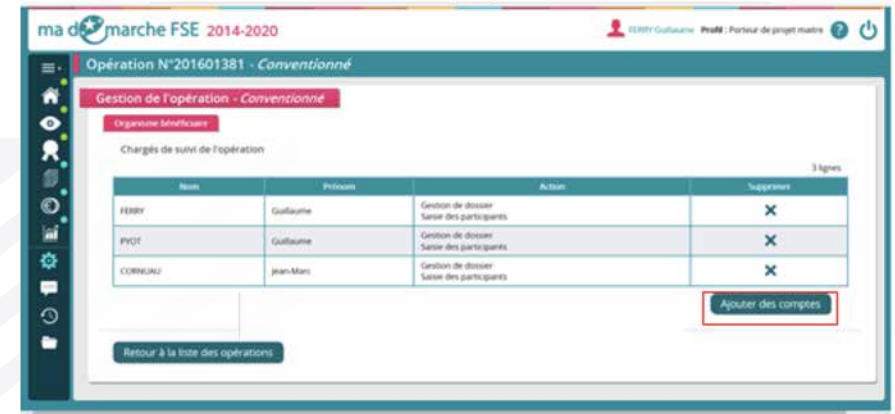 ma démarche FSE 2014-2020
FERRY Guillaume Profil : Porteur de projet maitre ?
Opération N°201601381 - Conventionné
Gestion de l'opération - Conventionné
Organisme bénéficiaire
Chargés de suivi de l'opération
3 lignes
Nom Prénom Action Supprimer
FERRY Guillaume Gestion de dossier
Saisie des participants
PYOT Guillaume Gestion de dossier
Saisie des participants
CORNUAU Jean-Marc Gestion de dossier
Saisie des participants
Ajouter des comptes
Retour à la liste des opérations